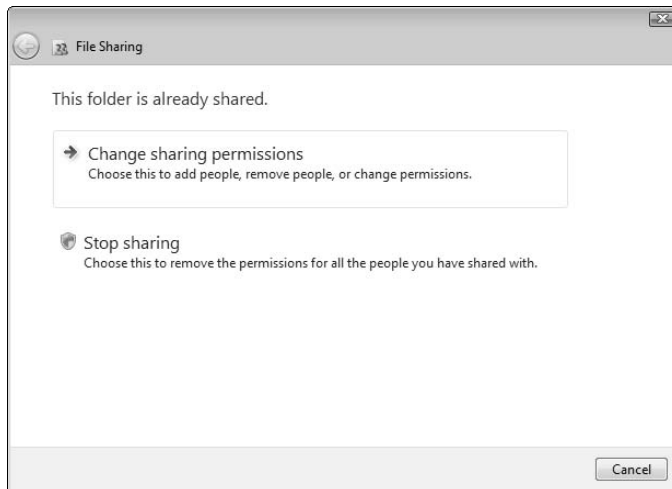 File Sharing
This folder is already shared.
Change sharing permissions
Choose this to add people, remove people, or change permissions.
Stop sharing
Choose this to remove the permissions for all the people you have shared with.
Cancel